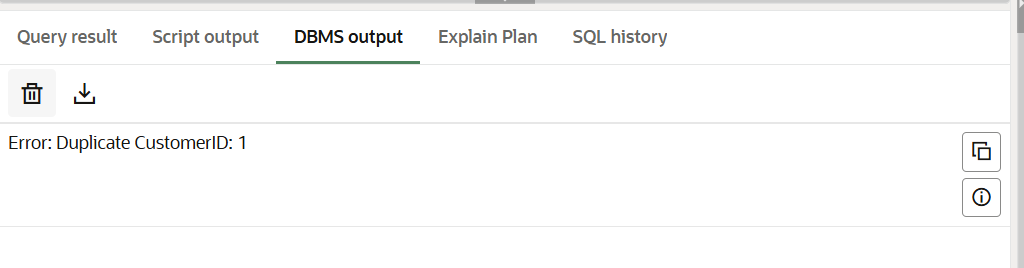 Query result Script output DBMS output Explain Plan SQL history
Error: Duplicate CustomerID: 1